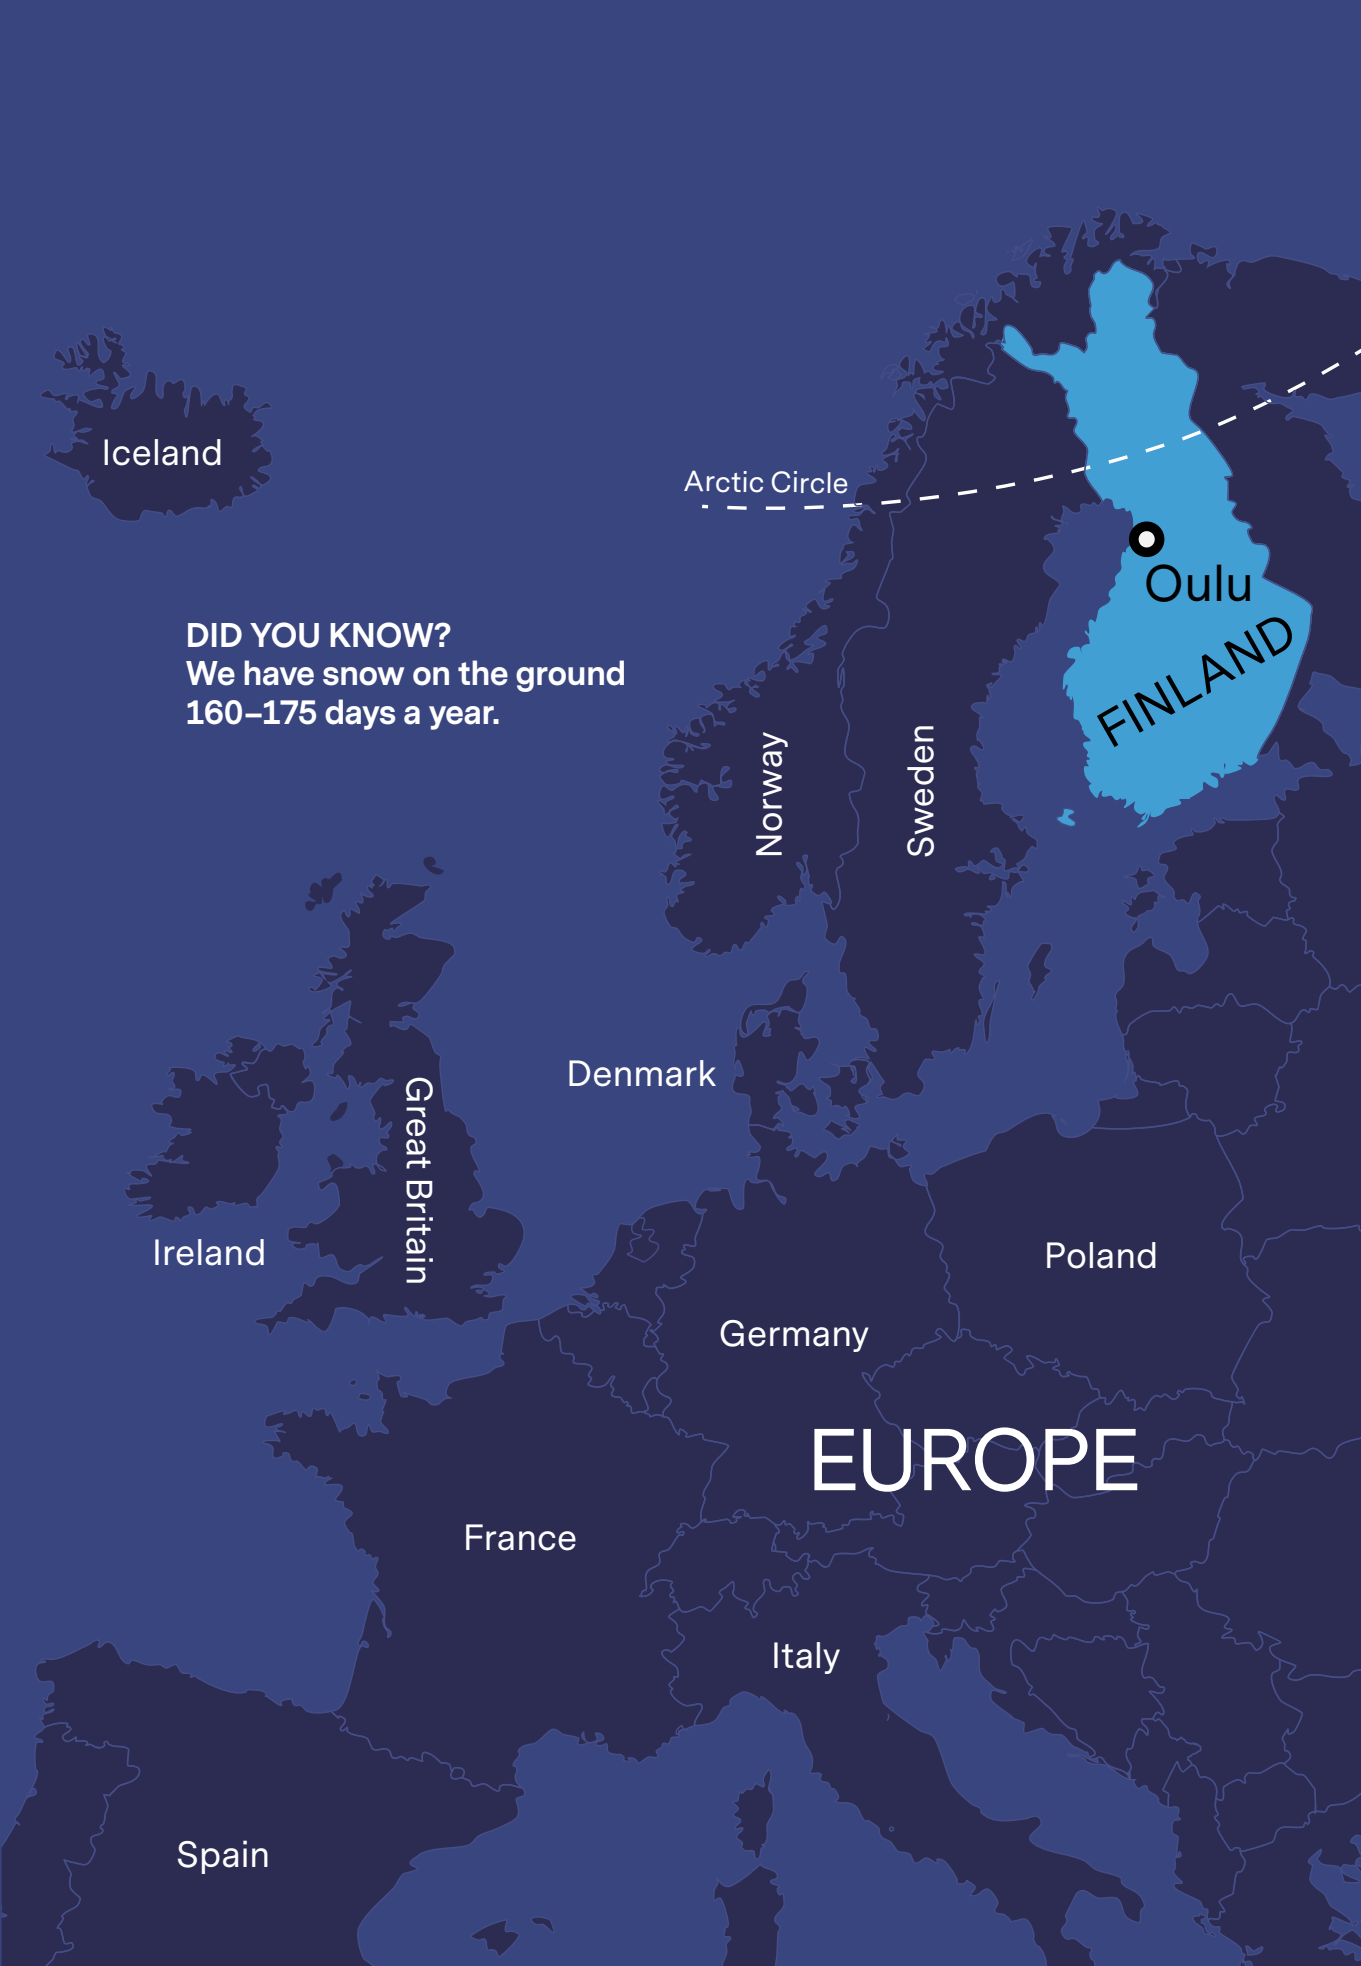 Iceland
Arctic Circle
Oulu
FINLAND
DID YOU KNOW?
We have snow on the ground
160–175 days a year.
Norway
Sweden
Denmark
Great Britain
Ireland
Poland
Germany
EUROPE
France
Italy
Spain